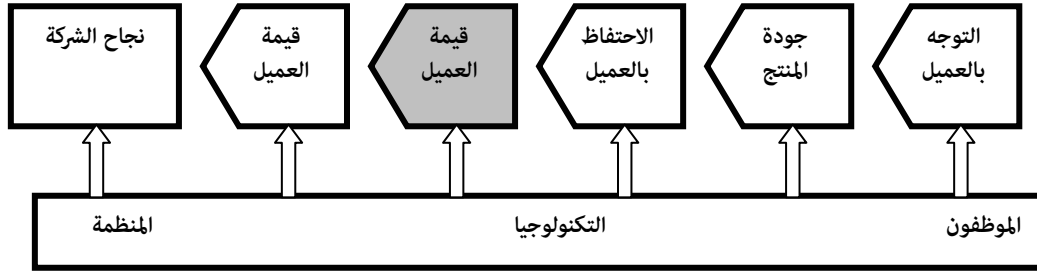 التوجه
بالعميل
جودة
المنتج
الاحتفاظ
بالعميل
قيمة
العميل
قيمة
العميل
نجاح الشركة
الموظفون
التكنولوجيا
المنظمة